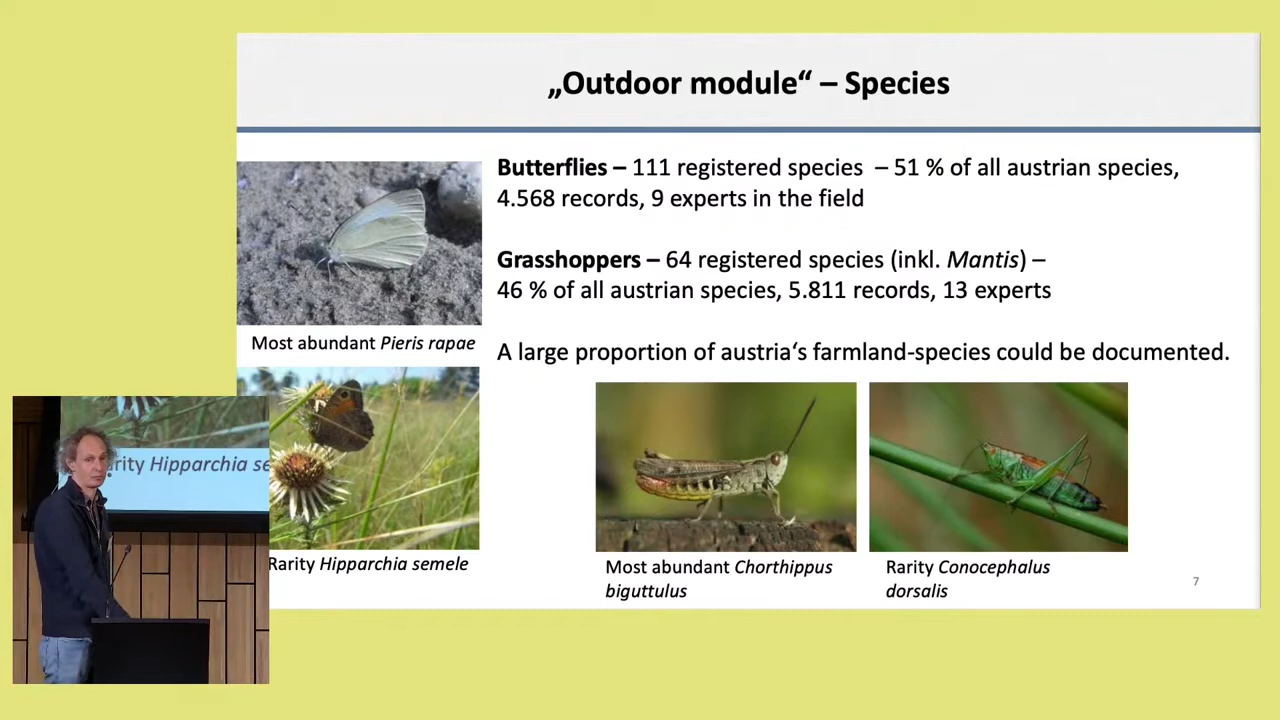 „Outdoor module“ – Species
Butterflies – 111 registered species – 51 % of all austrian species,
4.568 records, 9 experts in the field
Grasshoppers – 64 registered species (inkl. Mantis) –
46 % of all austrian species, 5.811 records, 13 experts
A large proportion of austria‘s farmland-species could be documented.
Most abundant Pieris rapae
rity Hipparchia se
Rarity Hipparchia semele
Most abundant Chorthippus
biguttulus
Rarity Conocephalus
dorsalis
7